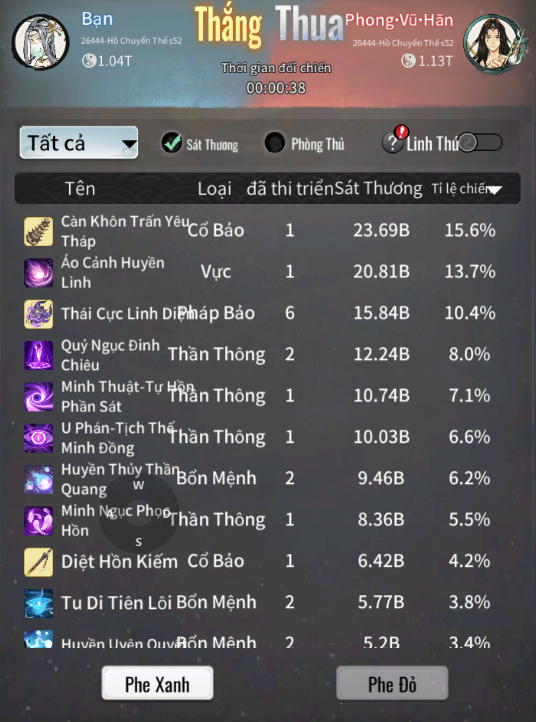 Bạn
Thắng Thua
Phong•Vũ•Hãn
26444-Hồ Chuyển Thế s52
26444-Hồ Chuyển Thế s52
1.04T
1.13T
Thời gian đối chiến
00:00:38
Tất cả
Sát Thương
Phòng Thủ
?
!
Linh Thú
Tên Loại đã thi triển Sát Thương Tỉ lệ chiến
Càn Khôn Trấn Yêu
Tháp
Cổ Bảo 1 23.69B 15.6%
Ảo Cảnh Huyền
Linh
Vực 1 20.81B 13.7%
Thái Cực Linh Diện Pháp Bảo 6 15.84B 10.4%
Quỷ Ngục Đinh
Chiêu
Thần Thông 2 12.24B 8.0%
Minh Thuật-Tự Hồn
Phần Sát
Thần Thông 1 10.74B 7.1%
U Phán-Tịch Thế
Minh Đồng
Thần Thông 1 10.03B 6.6%
Huyền Thủy Thần
Quang
Bổn Mệnh 2 9.46B 6.2%
Minh Ngục Phọc
Hồn
Thần Thông 1 8.36B 5.5%
W
A
D
S
Diệt Hồn Kiếm Cổ Bảo 1 6.42B 4.2%
Tu Di Tiên Lôi Bổn Mệnh 2 5.77B 3.8%
Huyền Uyên Quyết Bổn Mệnh 2 5.2B 3.4%
Phe Xanh
Phe Đỏ